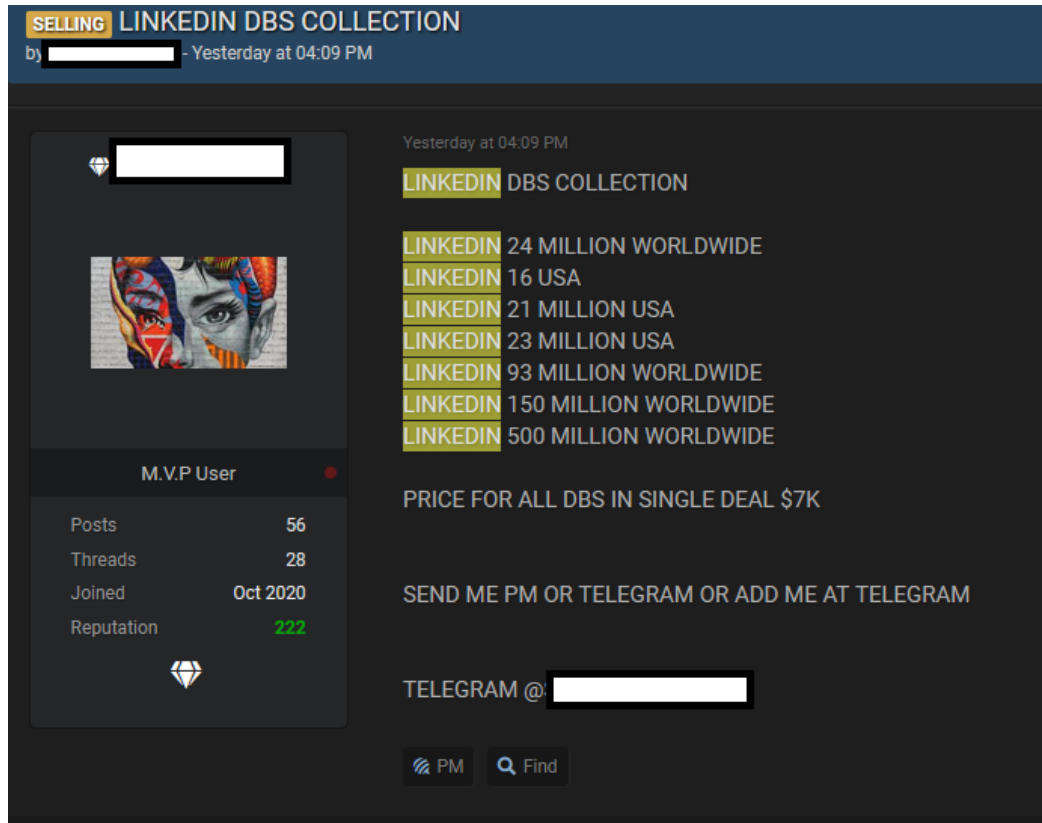 SELLING LINKEDIN DBS COLLECTION
by - Yesterday at 04:09 PM
Yesterday at 04:09 PM
LINKEDIN DBS COLLECTION
LINKEDIN 24 MILLION WORLDWIDE
LINKEDIN 16 USA
LINKEDIN 21 MILLION USA
LINKEDIN 23 MILLION USA
LINKEDIN 93 MILLION WORLDWIDE
LINKEDIN 150 MILLION WORLDWIDE
LINKEDIN 500 MILLION WORLDWIDE
PRICE FOR ALL DBS IN SINGLE DEAL $7K
SEND ME PM OR TELEGRAM OR ADD ME AT TELEGRAM
TELEGRAM @
PM Find
M.V.P User
Posts 56
Threads 28
Joined Oct 2020
Reputation 222